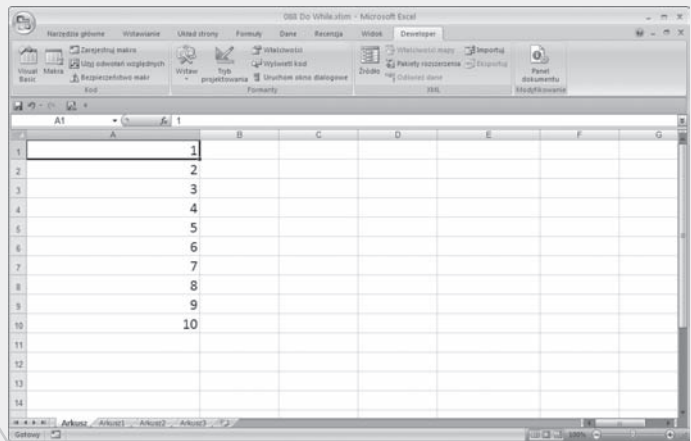 088 Do While.xlsm - Microsoft Excel
Narzędzia główne Wstawianie Układ strony Formuły Dane Recenzja Widok Deweloper
Visual Basic
Makra
Zarejestruj makro
Użyj odwołań względnych
Bezpieczeństwo makr
Kod
Wstaw
Tryb projektowania
Właściwości
Wyświetl kod
Uruchom okno dialogowe
Formanty
Źródło
Właściwości mapy
Pakiety rozszerzenia
Odśwież dane
Importuj
Eksportuj
XML
Panel dokumentu
Modyfikowanie
A1 fx 1
A B C D E F G
1 1
2 2
3 3
4 4
5 5
6 6
7 7
8 8
9 9
10 10
11
12
13
14
Arkusz Arkusz1 Arkusz2 Arkusz3
Gotowy 100%